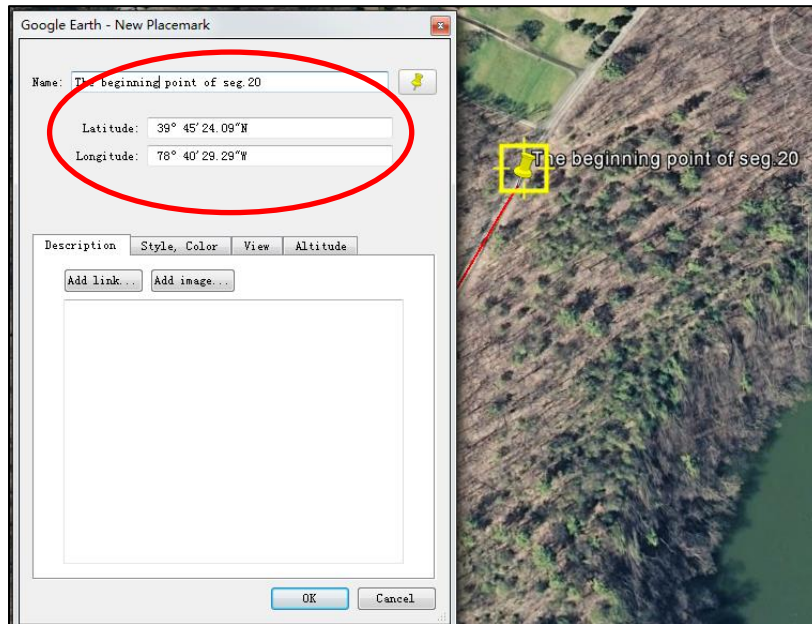 Google Earth - New Placemark
Name: The beginning point of seg.20
Latitude: 39° 45'24.09"N
Longitude: 78° 40'29.29"W
The beginning point of seg.20
Description Style, Color View Altitude
Add link... Add image...
OK Cancel